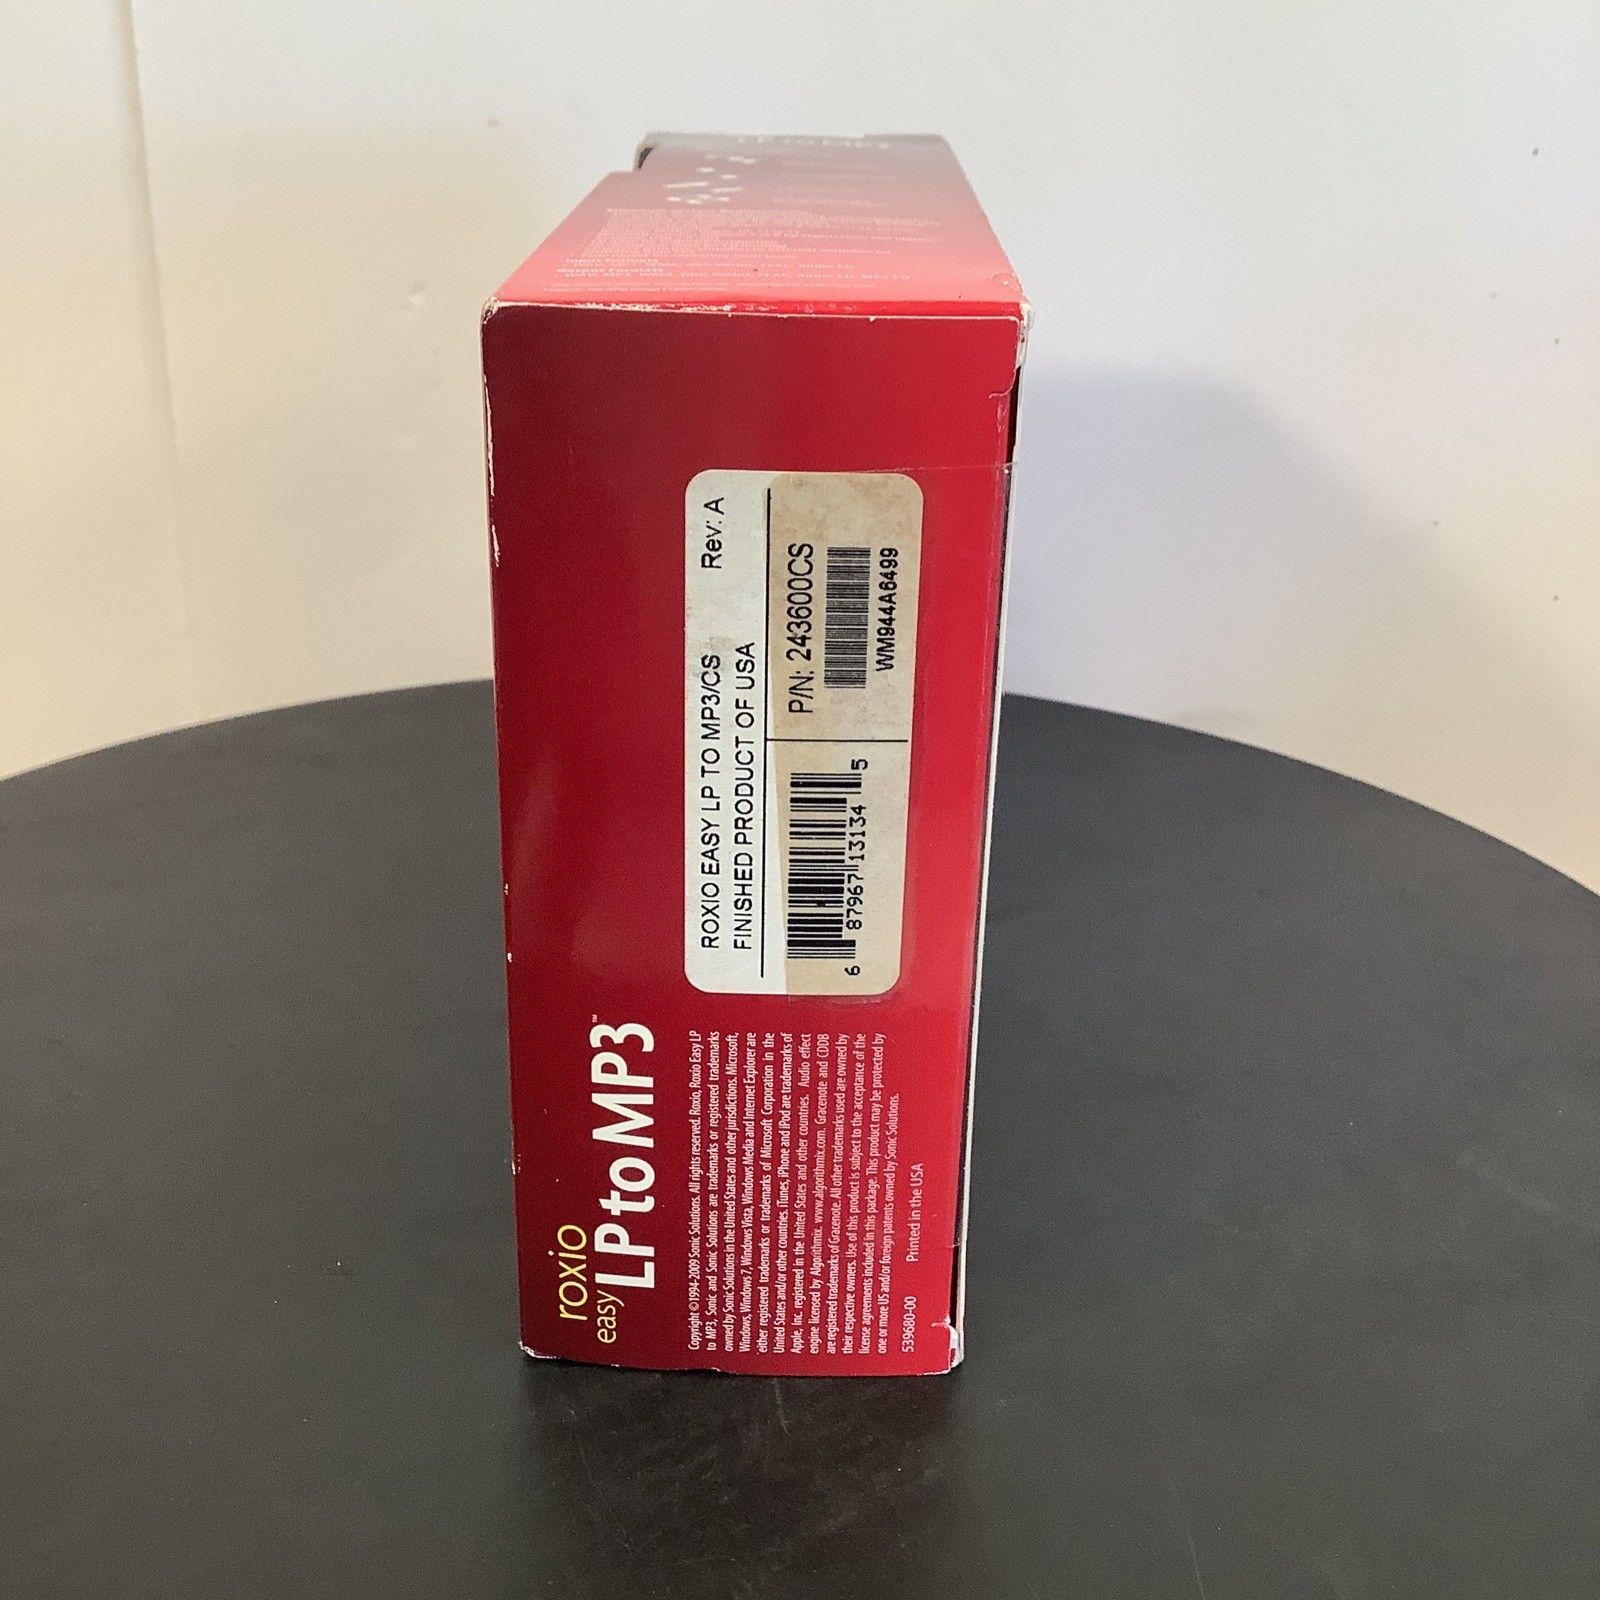 LPtoMP3
Input Formats
Output Formats
ROXIO EASY LP TO MP3/CS Rev: A
FINISHED PRODUCT OF USA
P/N: 243600CS
WM944A6499
6 87967 13134 5
roxio
easy LPtoMP3™
Copyright ©1994-2009 Sonic Solutions. All rights reserved. Roxio, Roxio Easy LP
to MP3, Sonic and Sonic Solutions are trademarks or registered trademarks
owned by Sonic Solutions in the United States and other jurisdictions. Microsoft,
Windows, Windows 7, Windows Vista, Windows Media and Internet Explorer are
either registered trademarks or trademarks of Microsoft Corporation in the
United States and/or other countries. iTunes, iPhone and iPod are trademarks of
Apple, Inc. registered in the United States and other countries. Audio effect
engine licensed by Algorithmix. www.algorithmix.com. Gracenote and CDDB
are registered trademarks of Gracenote. All other trademarks used are owned by
their respective owners. Use of this product is subject to the acceptance of the
license agreements included in this package. This product may be protected by
one or more US and/or foreign patents owned by Sonic Solutions.
539680-00 Printed in the USA